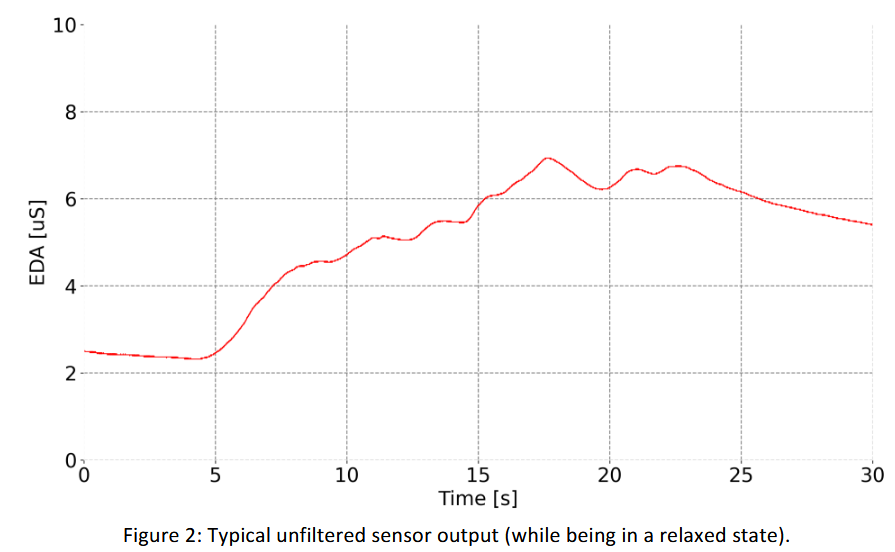 10
8
6
4
2
0
EDA [uS]
0 5 10 15 20 25 30
Time [s]
Figure 2: Typical unfiltered sensor output (while being in a relaxed state).